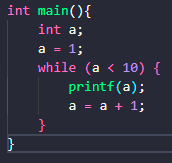 int main(){
    int a;
    a = 1;
    while (a < 10) {
        printf(a);
        a = a + 1;
    }
}